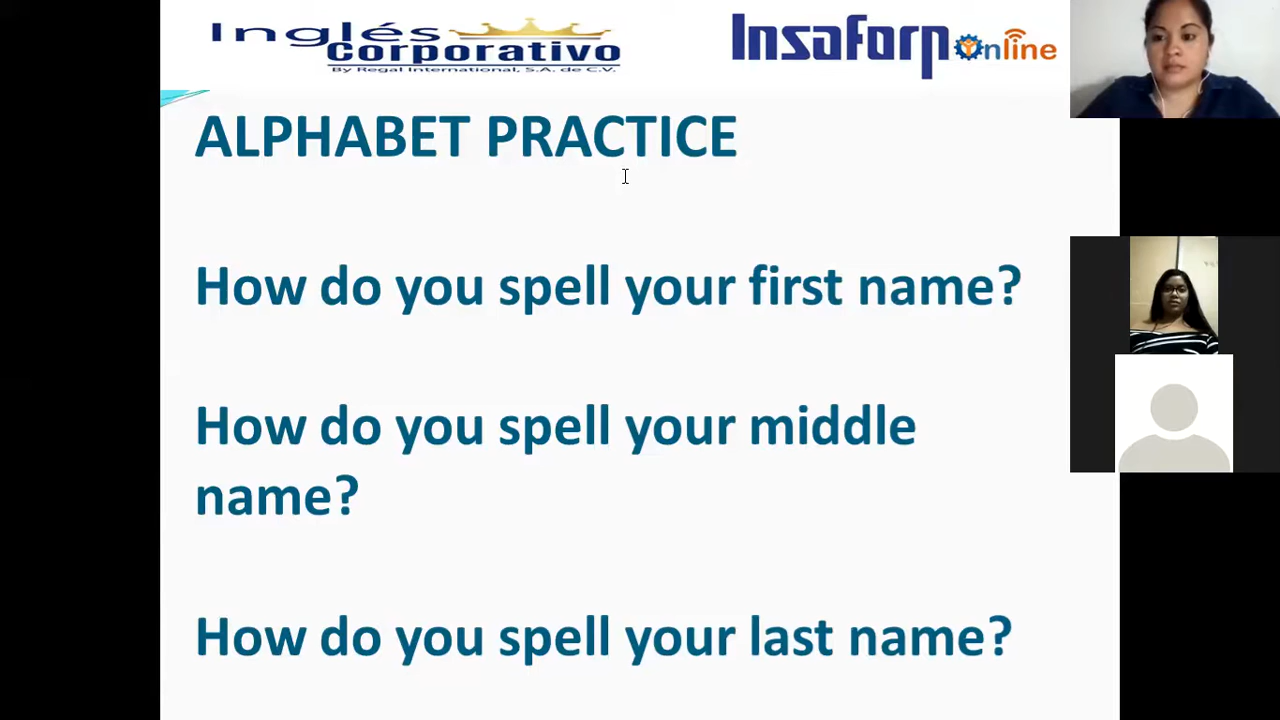 Inglés
Corporativo
By Regal International, S.A. de C.V.
Insaforp Online
ALPHABET PRACTICE
How do you spell your first name?
How do you spell your middle
name?
How do you spell your last name?